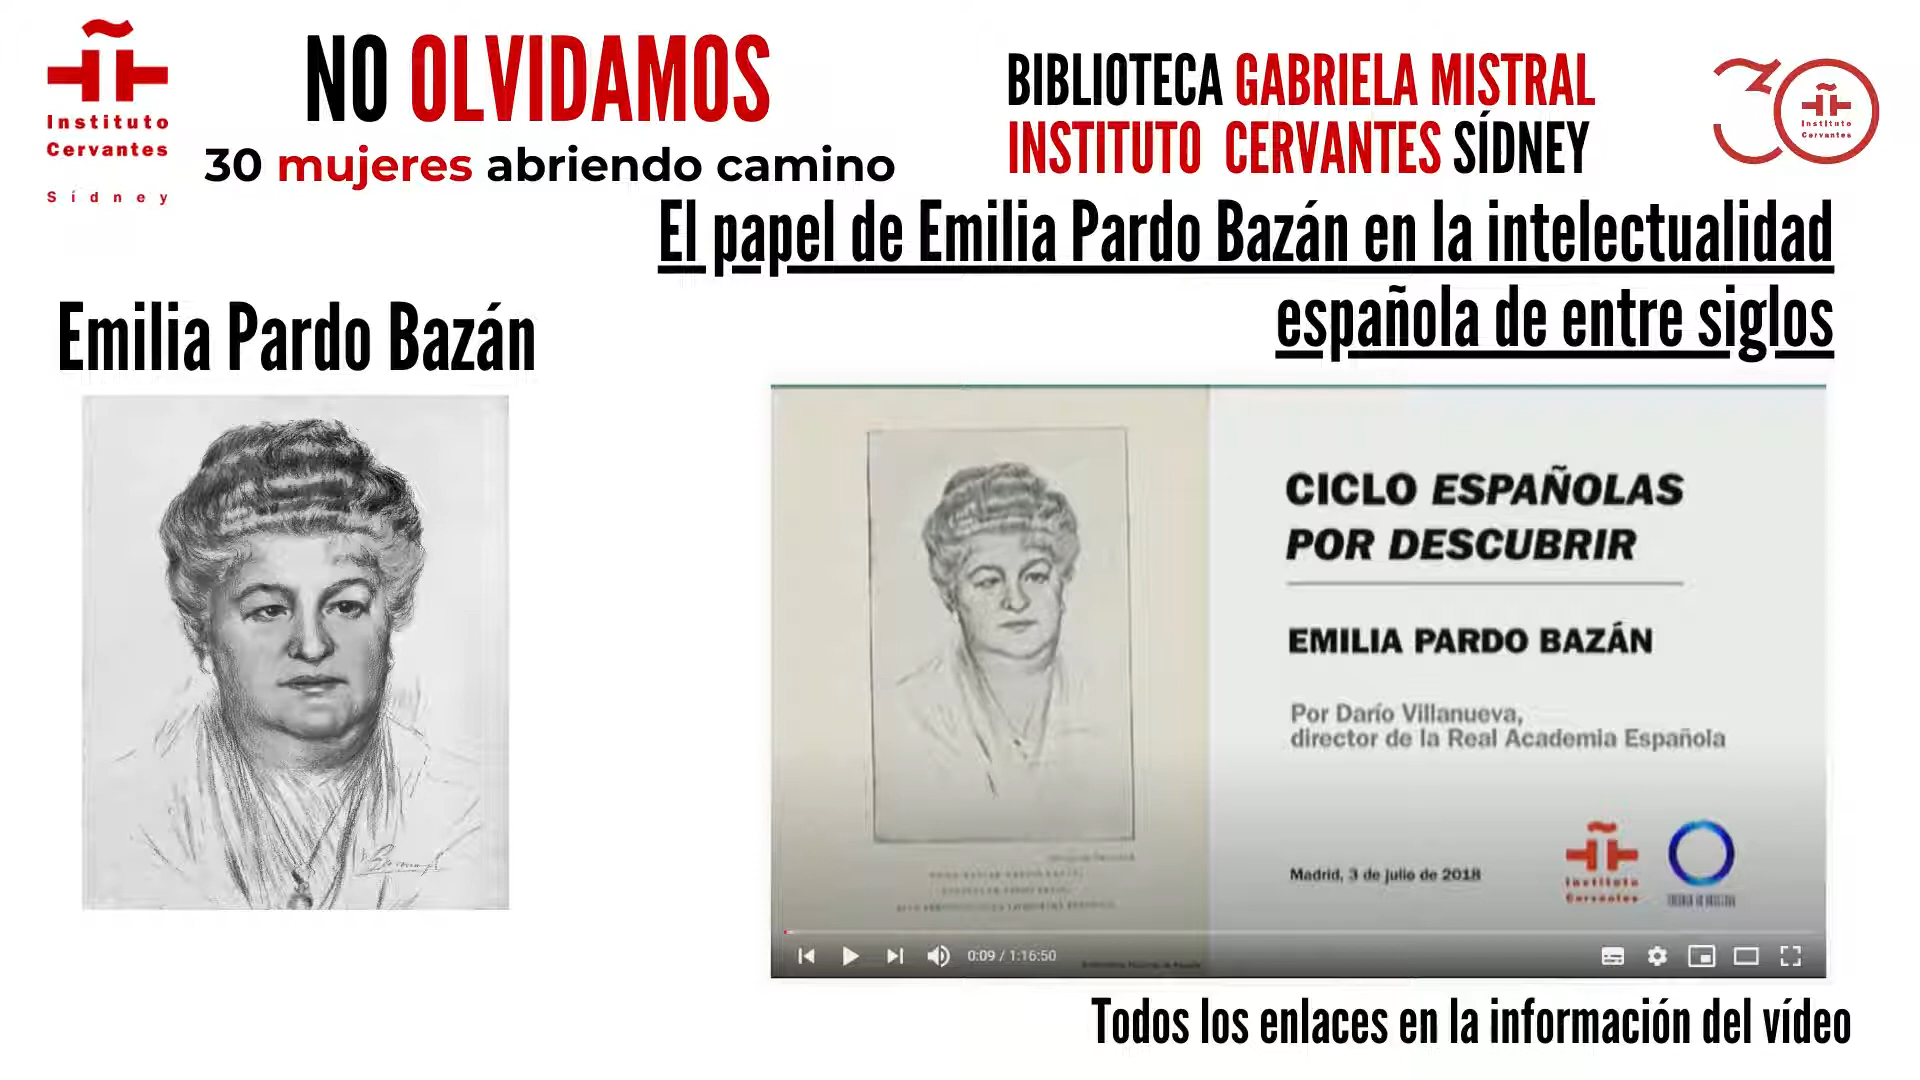 Instituto
Cervantes
Sídney
NO OLVIDAMOS
30 mujeres abriendo camino
BIBLIOTECA GABRIELA MISTRAL
INSTITUTO CERVANTES SÍDNEY
30
Instituto
Cervantes
El papel de Emilia Pardo Bazán en la intelectualidad
española de entre siglos
Emilia Pardo Bazán
CICLO ESPAÑOLAS
POR DESCUBRIR
EMILIA PARDO BAZÁN
Por Darío Villanueva,
director de la Real Academia Española
Madrid, 3 de julio de 2018
Instituto
Cervantes
0:09 / 1:16:50
Todos los enlaces en la información del vídeo